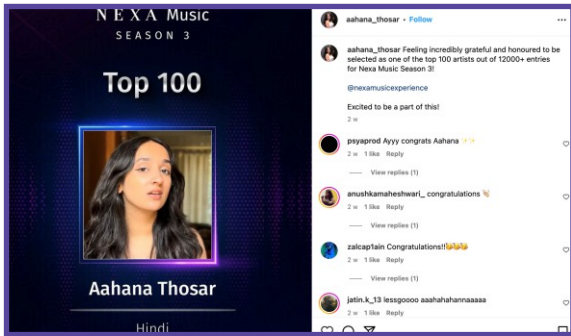 NEXA Music
SEASON 3
Top 100
Aahana Thosar
Hindi
aahana_thosar • Follow
aahana_thosar Feeling incredibly grateful and honoured to be
selected as one of the top 100 artists out of 12000+ entries
for Nexa Music Season 3!
@nexamusicexperience
Excited to be a part of this!
2 w
psyaprod Ayyy congrats Aahana ✨✨
2 w 1 like Reply
View replies (1)
anushkamaheshwari_ congratulations 👏🏻
2 w 1 like Reply
View replies (1)
zalcap1ain Congratulations!!🥳🥳🥳
2 w 1 like Reply
View replies (1)
jatin.k_13 lessgoooo aaahahahannaaaaa
2 w 1 like Reply